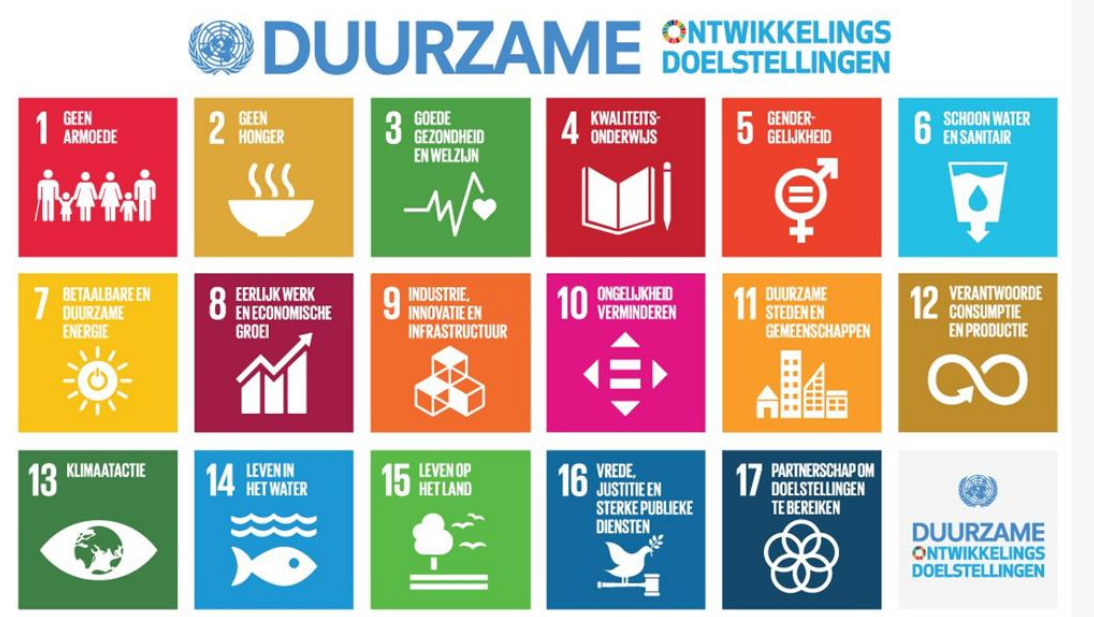 DUURZAME ONTWIKKELINGS
DOELSTELLINGEN
1 GEEN
ARMOEDE
2 GEEN
HONGER
3 GOEDE
GEZONDHEID
EN WELZIJN
4 KWALITEITS-
ONDERWIJS
5 GENDER-
GELIJKHEID
6 SCHOON WATER
EN SANITAIR
7 BETAALBARE EN
DUURZAME
ENERGIE
8 EERLIJK WERK
EN ECONOMISCHE
GROEI
9 INDUSTRIE,
INNOVATIE EN
INFRASTRUCTUUR
10 ONGELIJKHEID
VERMINDEREN
11 DUURZAME
STEDEN EN
GEMEENSCHAPPEN
12 VERANTWOORDE
CONSUMPTIE
EN PRODUCTIE
13 KLIMAATACTIE
14 LEVEN IN
HET WATER
15 LEVEN OP
HET LAND
16 VREDE,
JUSTITIE EN
STERKE PUBLIEKE
DIENSTEN
17 PARTNERSCHAP OM
DOELSTELLINGEN
TE BEREIKEN
DUURZAME
ONTWIKKELINGS
DOELSTELLINGEN